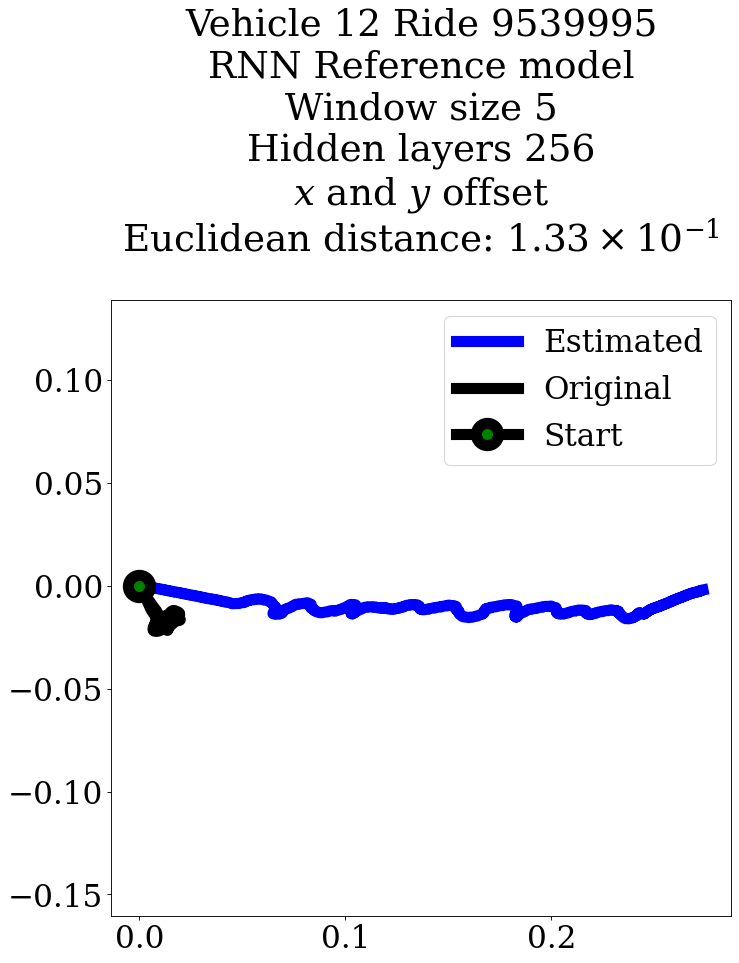 Vehicle 12 Ride 9539995
RNN Reference model
Window size 5
Hidden layers 256
x and y offset
Euclidean distance: 1.33 × 10⁻¹
Estimated
Original
Start
0.10
0.05
0.00
−0.05
−0.10
−0.15
0.0 0.1 0.2